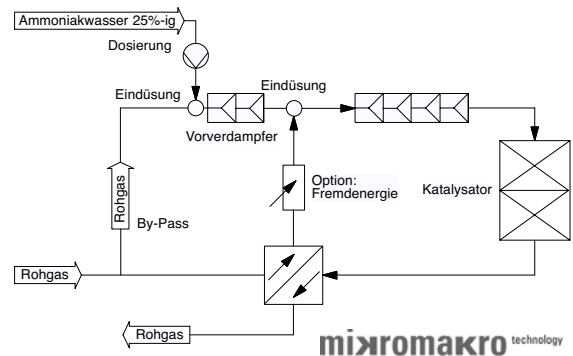 Ammoniakwasser 25%-ig
Dosierung
Eindüsung
Eindüsung
Vorverdampfer
Rohgas
Option:
Fremdenergie
Katalysator
By-Pass
Rohgas
Rohgas
mikromakro technology